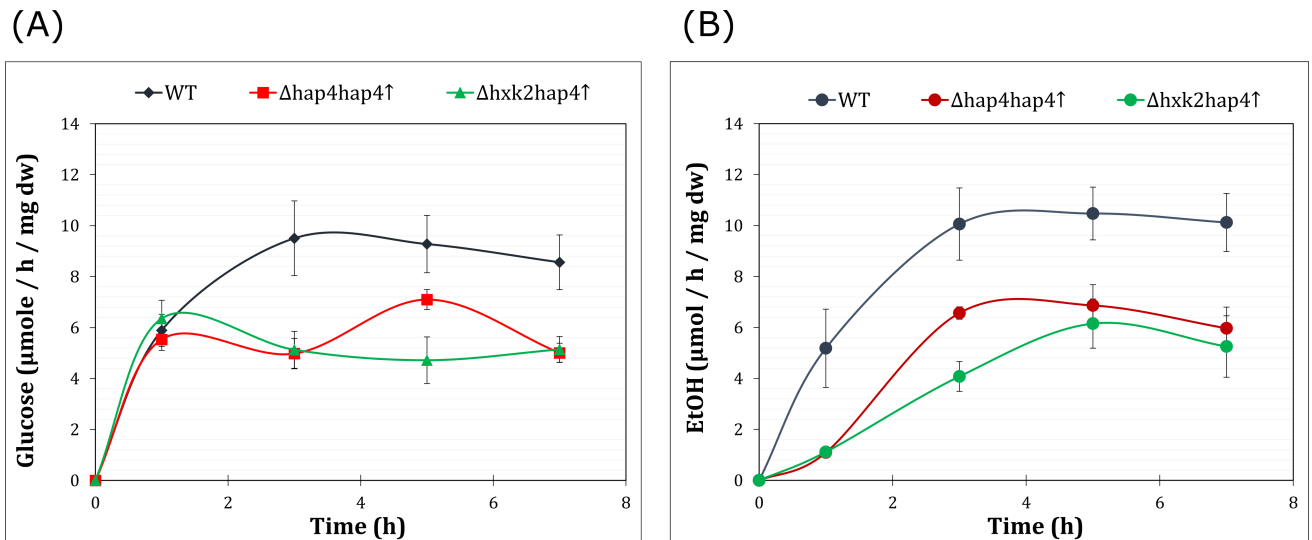 (A)
WT Δhap4hap4↑ Δhxk2hap4↑
Glucose (µmole / h / mg dw)
14
12
10
8
6
4
2
0
0 2 4 6 8
Time (h)
(B)
WT Δhap4hap4↑ Δhxk2hap4↑
EtOH (µmol / h / mg dw)
14
12
10
8
6
4
2
0
0 2 4 6 8
Time (h)